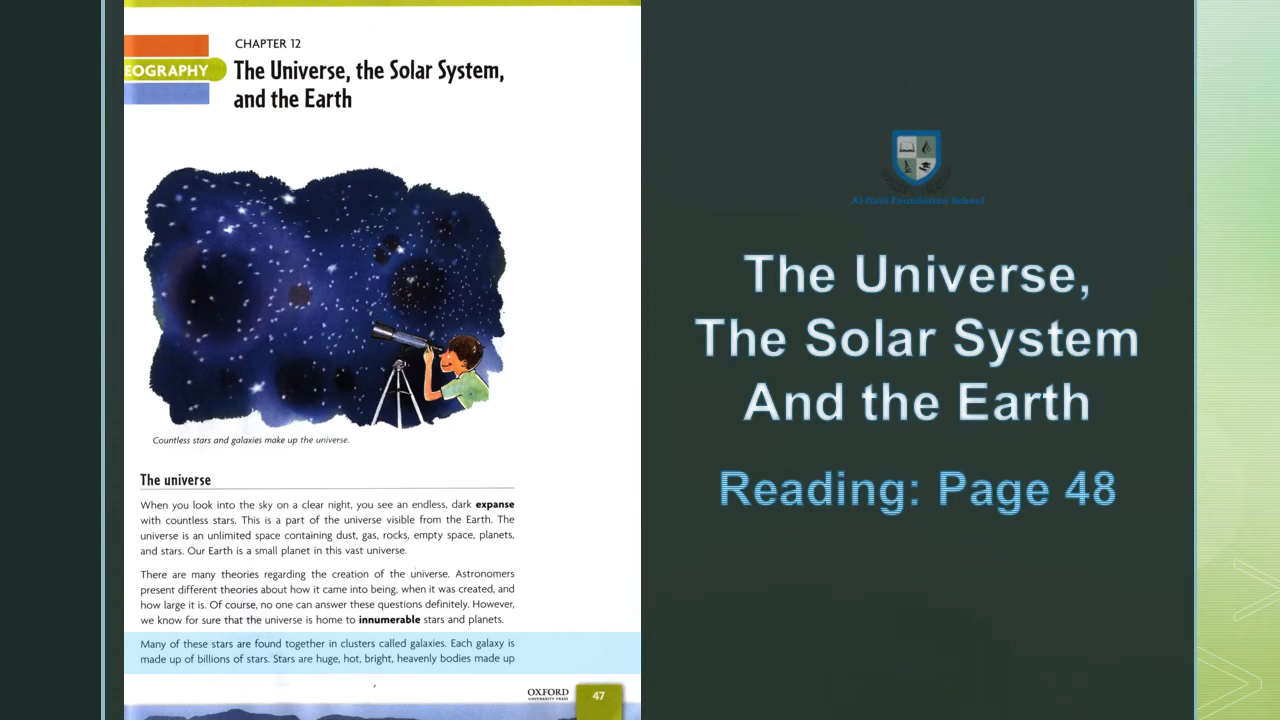 CHAPTER 12
EOGRAPHY
The Universe, the Solar System,
and the Earth
Countless stars and galaxies make up the universe.
The universe
When you look into the sky on a clear night, you see an endless, dark expanse
with countless stars. This is a part of the universe visible from the Earth. The
universe is an unlimited space containing dust, gas, rocks, empty space, planets,
and stars. Our Earth is a small planet in this vast universe.
There are many theories regarding the creation of the universe. Astronomers
present different theories about how it came into being, when it was created, and
how large it is. Of course, no one can answer these questions definitely. However,
we know for sure that the universe is home to innumerable stars and planets.
Many of these stars are found together in clusters called galaxies. Each galaxy is
made up of billions of stars. Stars are huge, hot, bright, heavenly bodies made up
OXFORD
UNIVERSITY PRESS
47
Foundation School
The Universe,
The Solar System
And the Earth
Reading: Page 48